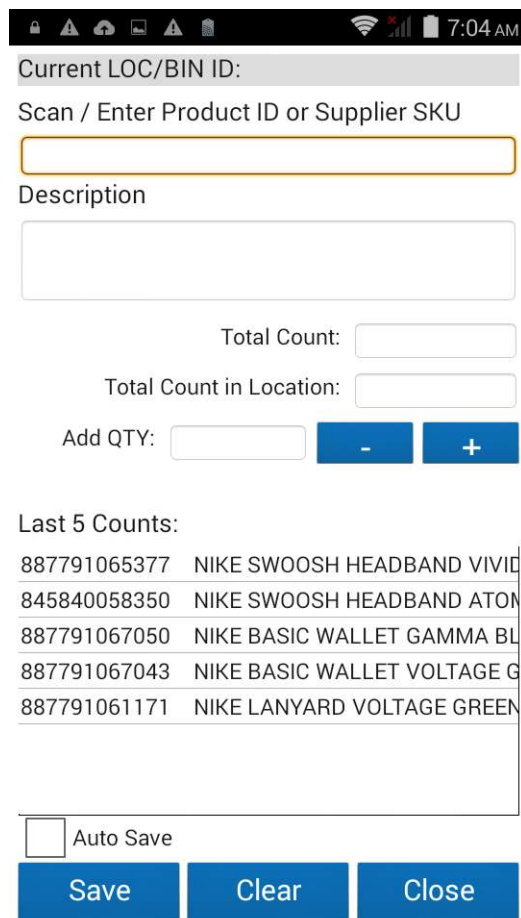 7:04 AM
Current LOC/BIN ID:
Scan / Enter Product ID or Supplier SKU
Description
Total Count:
Total Count in Location:
Add QTY: - +
Last 5 Counts:
887791065377 NIKE SWOOSH HEADBAND VIVID
845840058350 NIKE SWOOSH HEADBAND ATOM
887791067050 NIKE BASIC WALLET GAMMA BL
887791067043 NIKE BASIC WALLET VOLTAGE G
887791061171 NIKE LANYARD VOLTAGE GREEN
Auto Save
Save Clear Close